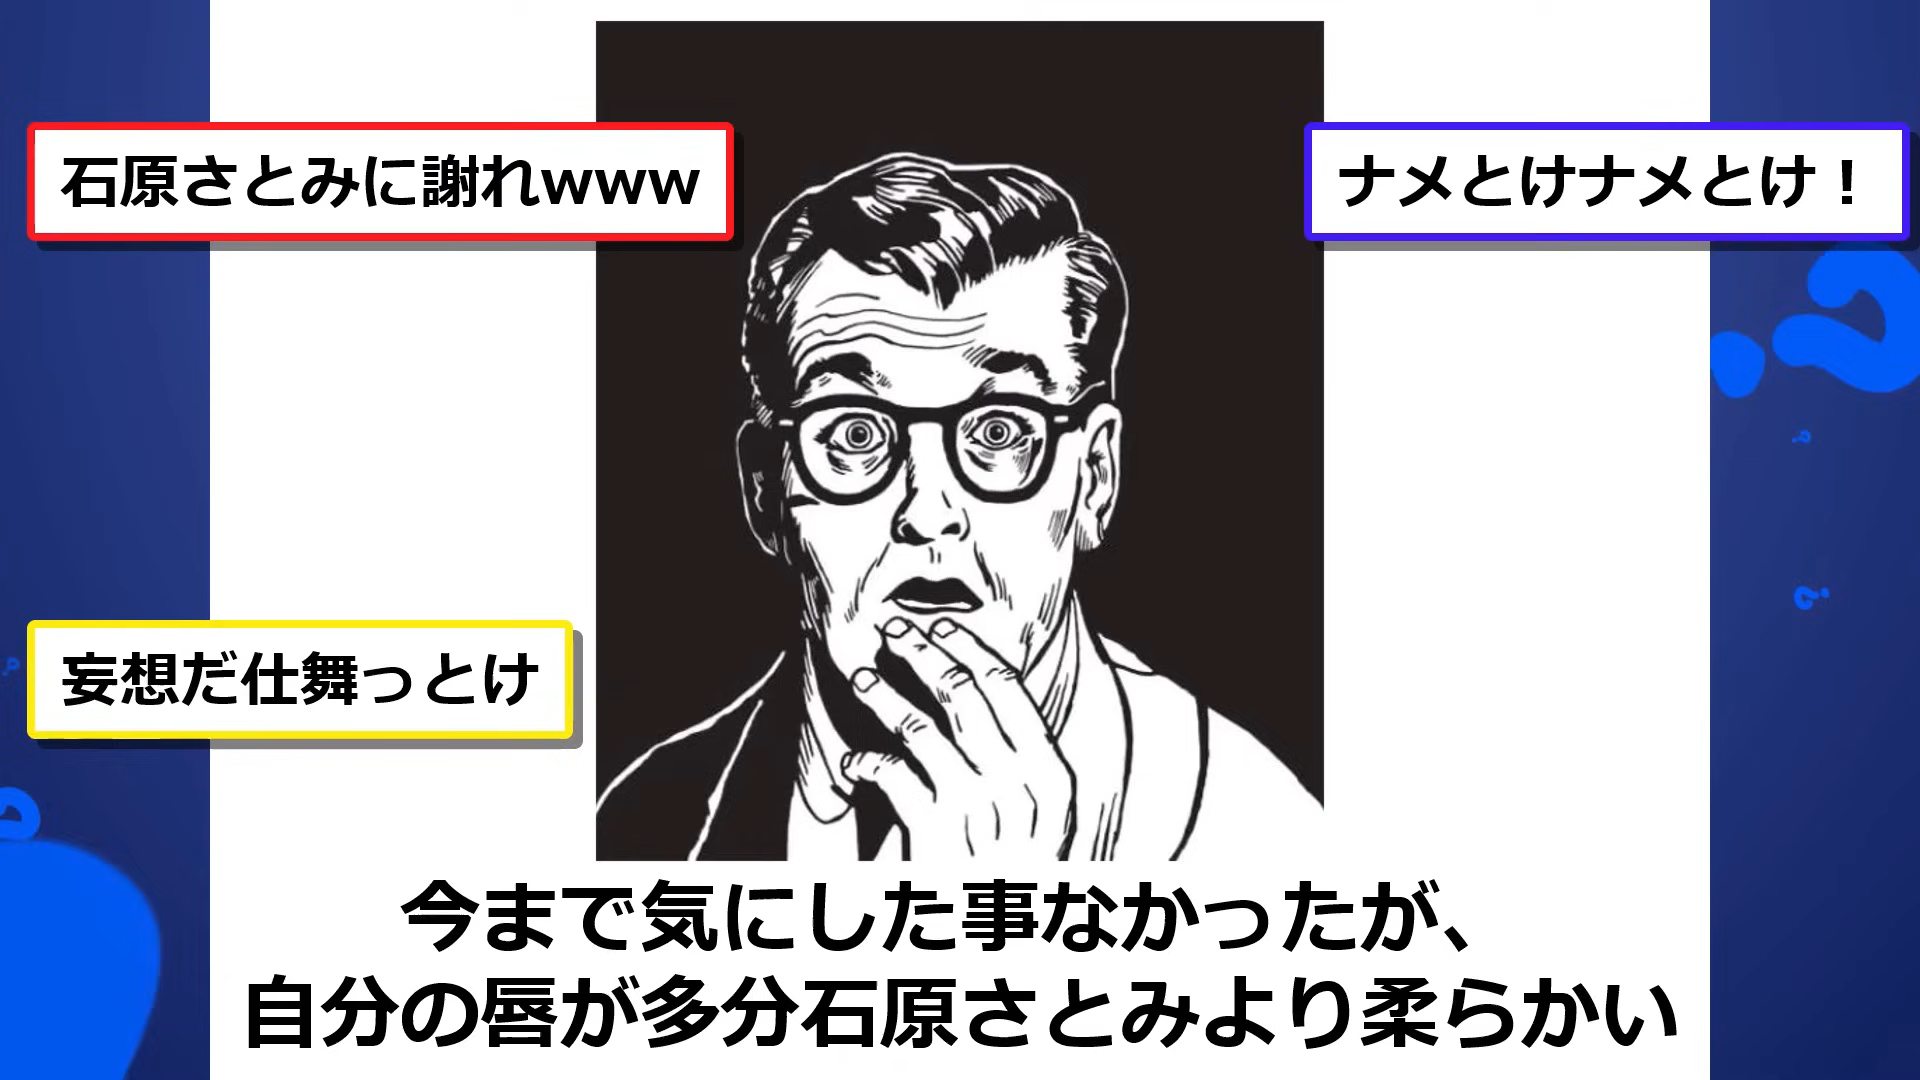 石原さとみに謝れwww
ナメとけナメとけ！
妄想だ仕舞っとけ
今まで気にした事なかったが、
自分の唇が多分石原さとみより柔らかい